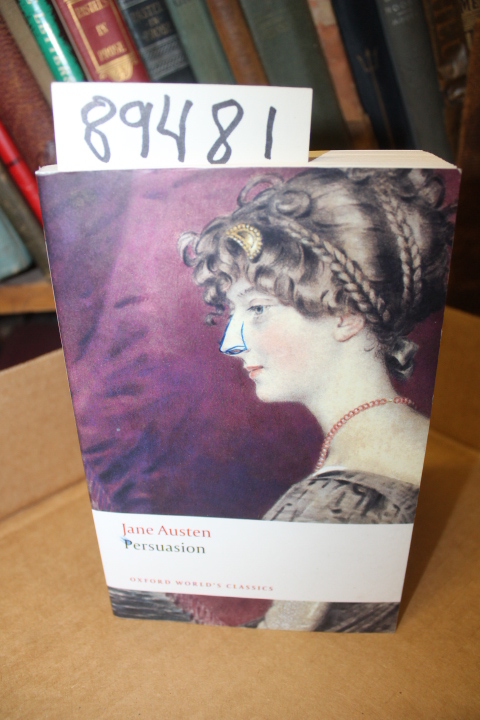 89481
Jane Austen
Persuasion
OXFORD WORLD'S CLASSICS